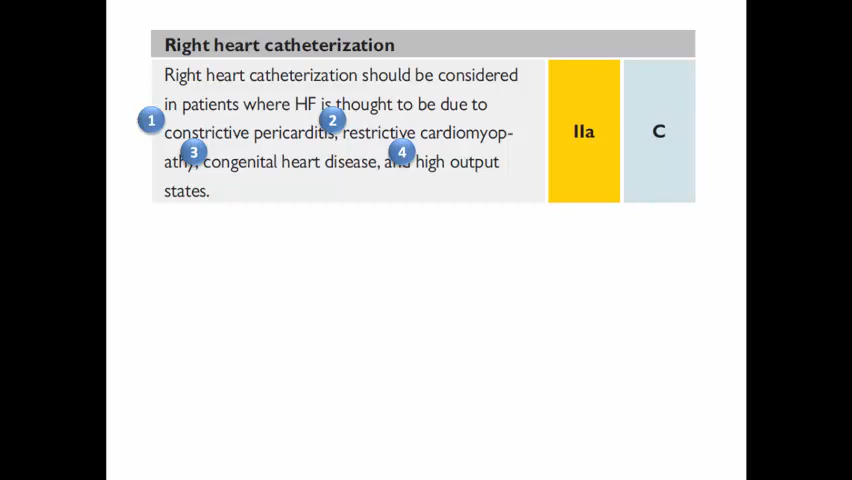 Right heart catheterization
Right heart catheterization should be considered
in patients where HF is thought to be due to
constrictive pericarditis, restrictive cardiomyop-
athy, congenital heart disease, and high output
states.
IIa
C
1
2
3
4